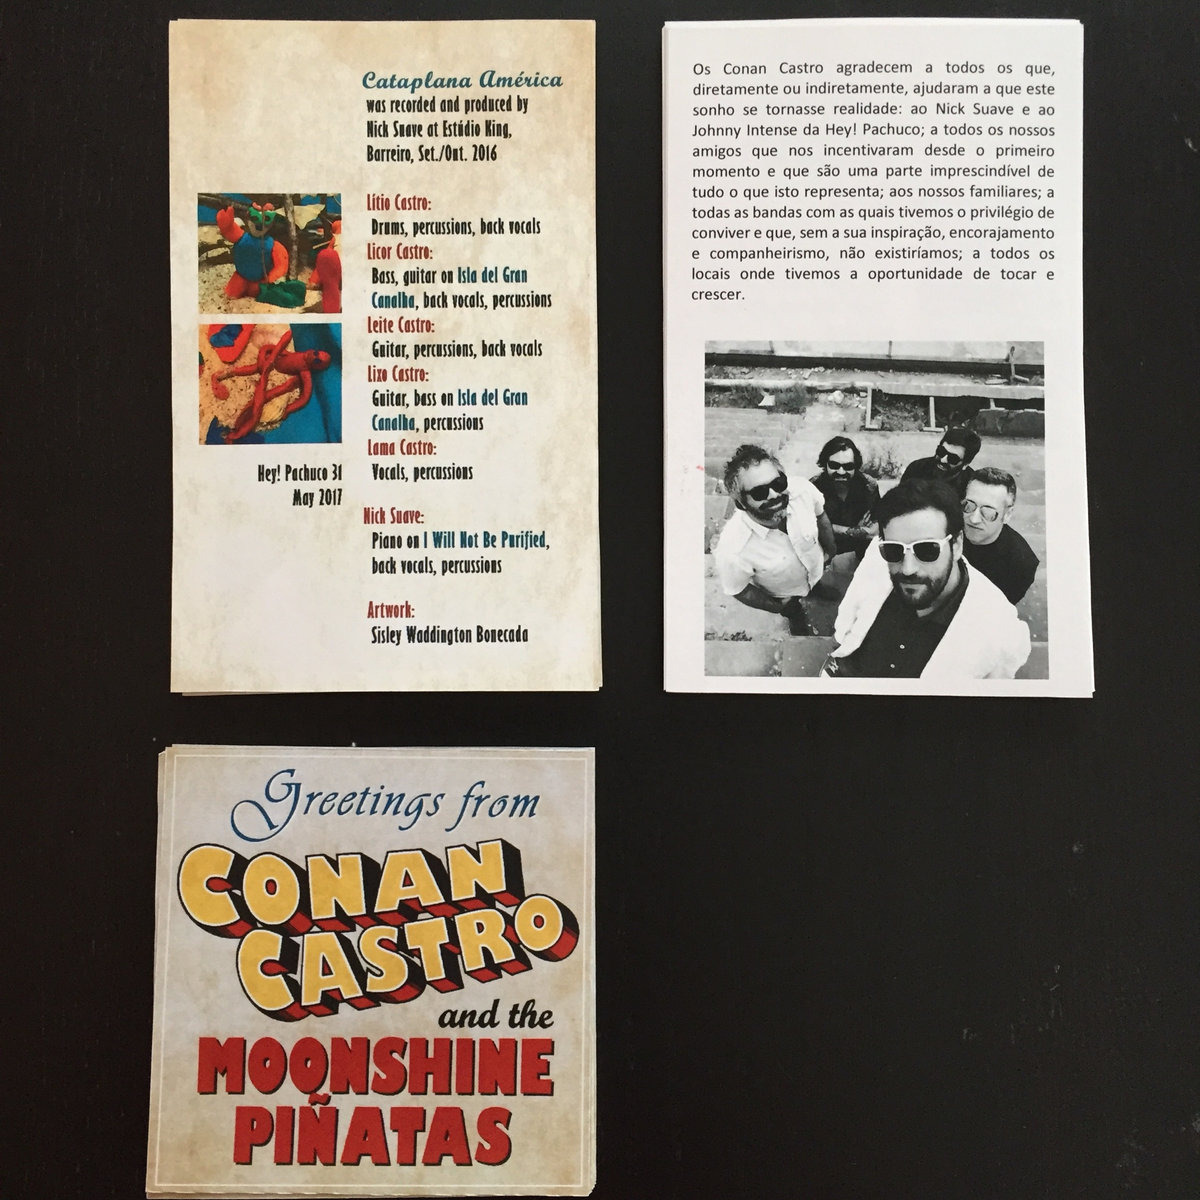 Cataplana América
was recorded and produced by
Nick Suave at Estúdio King,
Barreiro, Set./Out. 2016
Lítio Castro:
Drums, percussions, back vocals
Licor Castro:
Bass, guitar on Isla del Gran
Canalha, back vocals, percussions
Leite Castro:
Guitar, percussions, back vocals
Lixo Castro:
Guitar, bass on Isla del Gran
Canalha, percussions
Lama Castro:
Vocals, percussions
Hey! Pachuco 31
May 2017
Nick Suave:
Piano on I Will Not Be Purified,
back vocals, percussions
Artwork:
Sisley Waddington Bonecada
Os Conan Castro agradecem a todos os que,
diretamente ou indiretamente, ajudaram a que este
sonho se tornasse realidade: ao Nick Suave e ao
Johnny Intense da Hey! Pachuco; a todos os nossos
amigos que nos incentivaram desde o primeiro
momento e que são uma parte imprescindível de
tudo o que isto representa; aos nossos familiares; a
todas as bandas com as quais tivemos o privilégio de
conviver e que, sem a sua inspiração, encorajamento
e companheirismo, não existiríamos; a todos os
locais onde tivemos a oportunidade de tocar e
crescer.
Greetings from
CONAN
CASTRO
and the
MOONSHINE
PIÑATAS